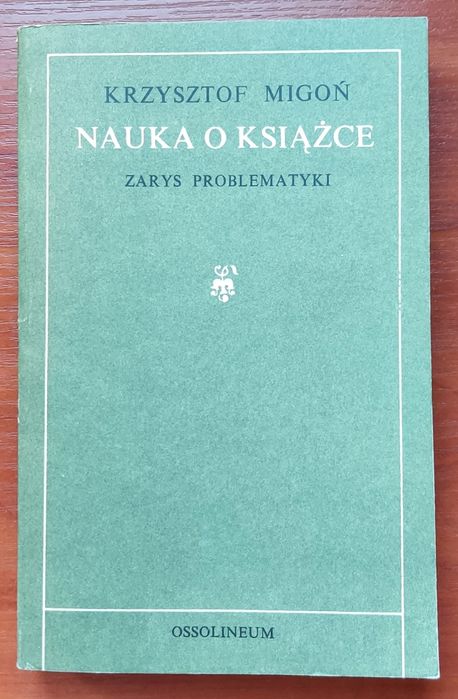 KRZYSZTOF MIGOŃ
NAUKA O KSIĄŻCE
ZARYS PROBLEMATYKI
OSSOLINEUM